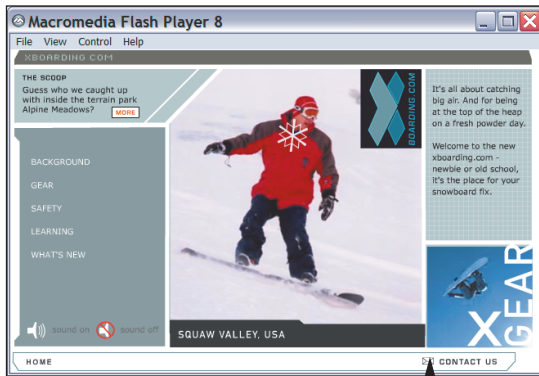 Macromedia Flash Player 8
File View Control Help
XBOARDING.COM
THE SCOOP
Guess who we caught up
with inside the terrain park
Alpine Meadows?
MORE
BACKGROUND
GEAR
SAFETY
LEARNING
WHAT'S NEW
sound on sound off
BOARDING.COM
SQUAW VALLEY, USA
It's all about catching
big air. And for being
at the top of the heap
on a fresh powder day.
Welcome to the new
xboarding.com -
newbie or old school,
it's the place for your
snowboard fix.
X GEAR
HOME
CONTACT US